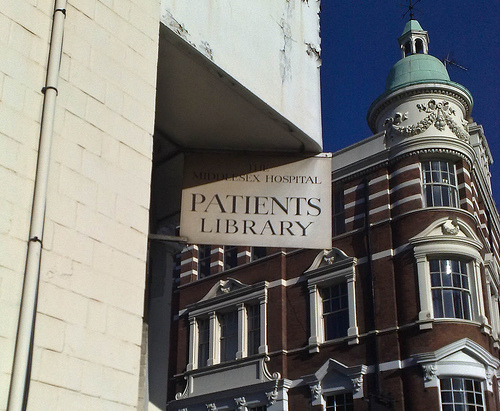 THE
MIDDLESEX HOSPITAL
PATIENTS
LIBRARY